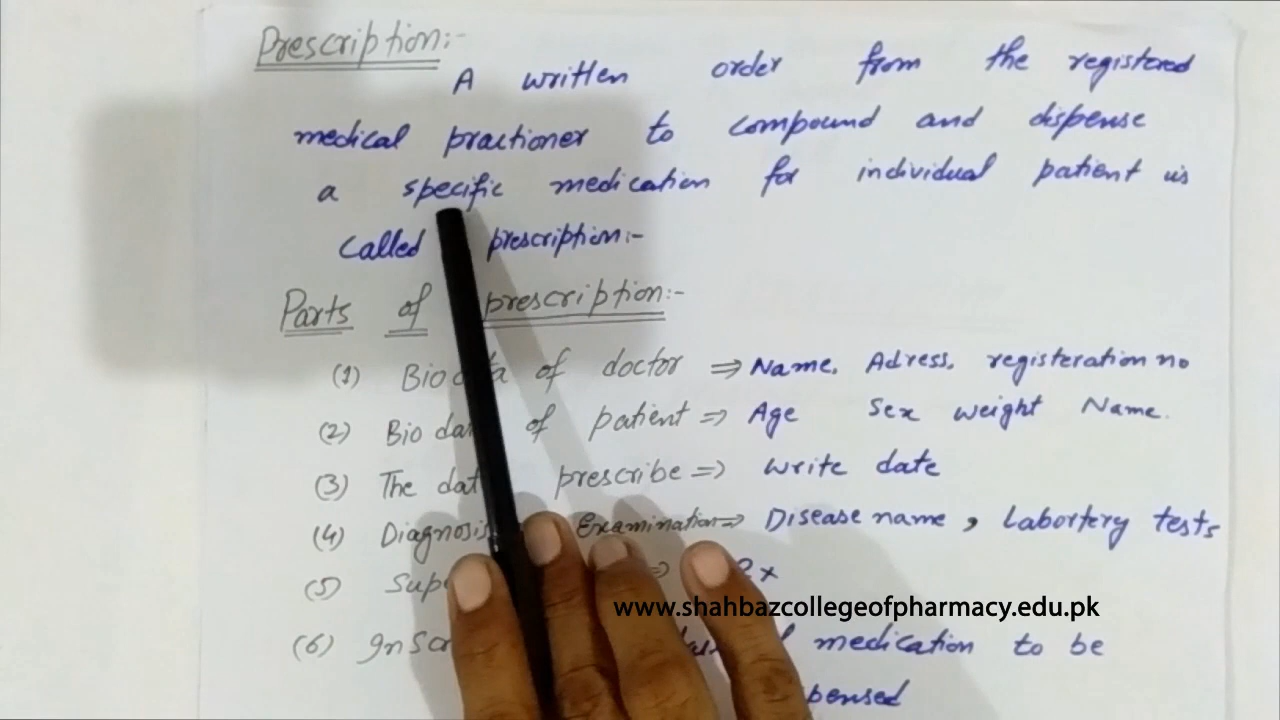 Prescription:-
A written order from the registered
medical practioner to compound and dispense
a specific medication for individual patient is
called prescription:-
Parts of prescription:-
(1) Bio data of doctor ⇒ Name. Adress. registeration no
(2) Bio of patient ⇒ Age Sex weight Name.
(3) The prescribe ⇒ write date
(4) Diagnosis Examination ⇒ Disease name, Labortery tests
(5) ⇒ Rx
www.shahbazcollegeofpharmacy.edu.pk
(6) medication to be